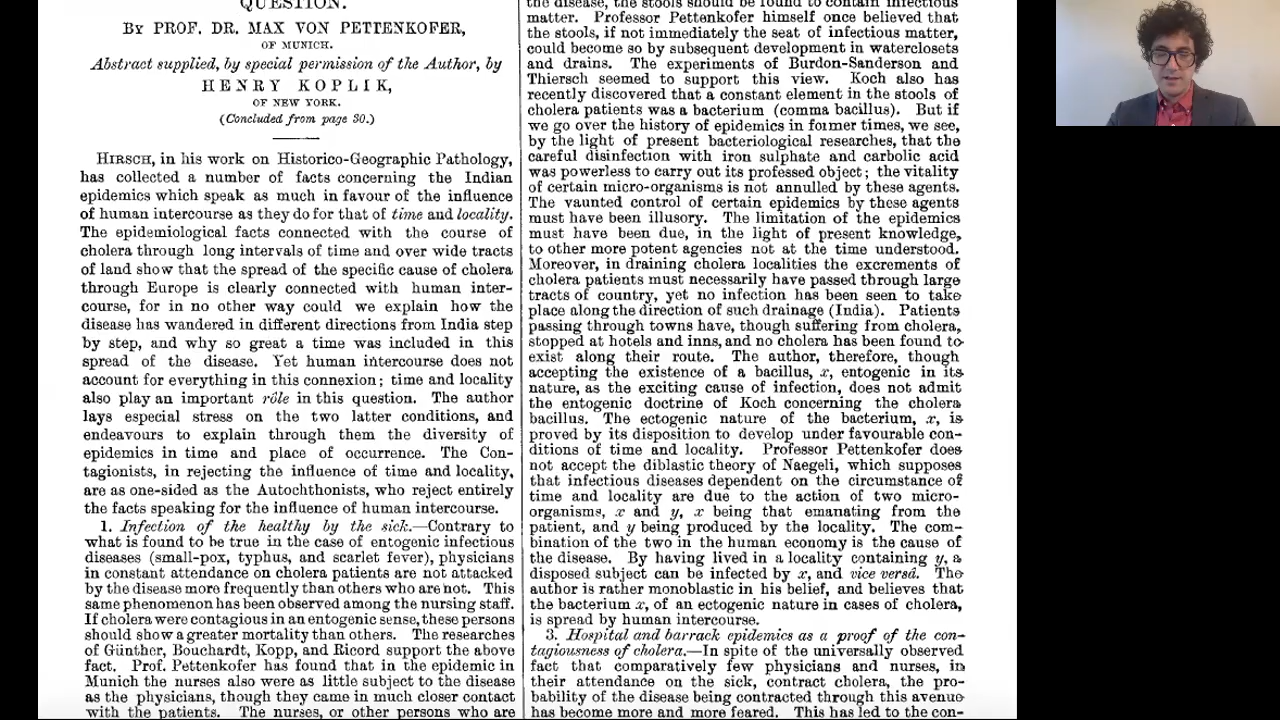 QUESTION.
BY PROF. DR. MAX VON PETTENKOFER,
OF MUNICH.
Abstract supplied, by special permission of the Author, by
HENRY KOPLIK,
OF NEW YORK.
(Concluded from page 30.)
HIRSCH, in his work on Historico-Geographic Pathology,
has collected a number of facts concerning the Indian
epidemics which speak as much in favour of the influence
of human intercourse as they do for that of time and locality.
The epidemiological facts connected with the course of
cholera through long intervals of time and over wide tracts
of land show that the spread of the specific cause of cholera
through Europe is clearly connected with human inter-
course, for in no other way could we explain how the
disease has wandered in different directions from India step
by step, and why so great a time was included in this
spread of the disease. Yet human intercourse does not
account for everything in this connexion; time and locality
also play an important rôle in this question. The author
lays especial stress on the two latter conditions, and
endeavours to explain through them the diversity of
epidemics in time and place of occurrence. The Con-
tagionists, in rejecting the influence of time and locality,
are as one-sided as the Autochthonists, who reject entirely
the facts speaking for the influence of human intercourse.
1. Infection of the healthy by the sick.—Contrary to
what is found to be true in the case of entogenic infectious
diseases (small-pox, typhus, and scarlet fever), physicians
in constant attendance on cholera patients are not attacked
by the disease more frequently than others who are not. This
same phenomenon has been observed among the nursing staff.
If cholera were contagious in an entogenic sense, these persons
should show a greater mortality than others. The researches
of Günther, Bouchardt, Kopp, and Ricord support the above
fact. Prof. Pettenkofer has found that in the epidemic in
Munich the nurses also were as little subject to the disease
as the physicians, though they came in much closer contact
with the patients. The nurses, or other persons who are
the disease, the stools should be found to contain infectious
matter. Professor Pettenkofer himself once believed that
the stools, if not immediately the seat of infectious matter,
could become so by subsequent development in waterclosets
and drains. The experiments of Burdon-Sanderson and
Thiersch seemed to support this view. Koch also has
recently discovered that a constant element in the stools of
cholera patients was a bacterium (comma bacillus). But if
we go over the history of epidemics in former times, we see,
by the light of present bacteriological researches, that the
careful disinfection with iron sulphate and carbolic acid
was powerless to carry out its professed object; the vitality
of certain micro-organisms is not annulled by these agents.
The vaunted control of certain epidemics by these agents
must have been illusory. The limitation of the epidemics
must have been due, in the light of present knowledge,
to other more potent agencies not at the time understood.
Moreover, in draining cholera localities the excrements of
cholera patients must necessarily have passed through large
tracts of country, yet no infection has been seen to take
place along the direction of such drainage (India). Patients
passing through towns have, though suffering from cholera,
stopped at hotels and inns, and no cholera has been found to
exist along their route. The author, therefore, though
accepting the existence of a bacillus, x, entogenic in its
nature, as the exciting cause of infection, does not admit
the entogenic doctrine of Koch concerning the cholera
bacillus. The ectogenic nature of the bacterium, x, is
proved by its disposition to develop under favourable con-
ditions of time and locality. Professor Pettenkofer does
not accept the diblastic theory of Naegeli, which supposes
that infectious diseases dependent on the circumstance of
time and locality are due to the action of two micro-
organisms, x and y, x being that emanating from the
patient, and y being produced by the locality. The com-
bination of the two in the human economy is the cause of
the disease. By having lived in a locality containing y, a
disposed subject can be infected by x, and vice versâ. The
author is rather monoblastic in his belief, and believes that
the bacterium x, of an ectogenic nature in cases of cholera,
is spread by human intercourse.
3. Hospital and barrack epidemics as a proof of the con-
tagiousness of cholera.—In spite of the universally observed
fact that comparatively few physicians and nurses, in
their attendance on the sick, contract cholera, the pro-
bability of the disease being contracted through this avenue
has become more and more feared. This has led to the con-